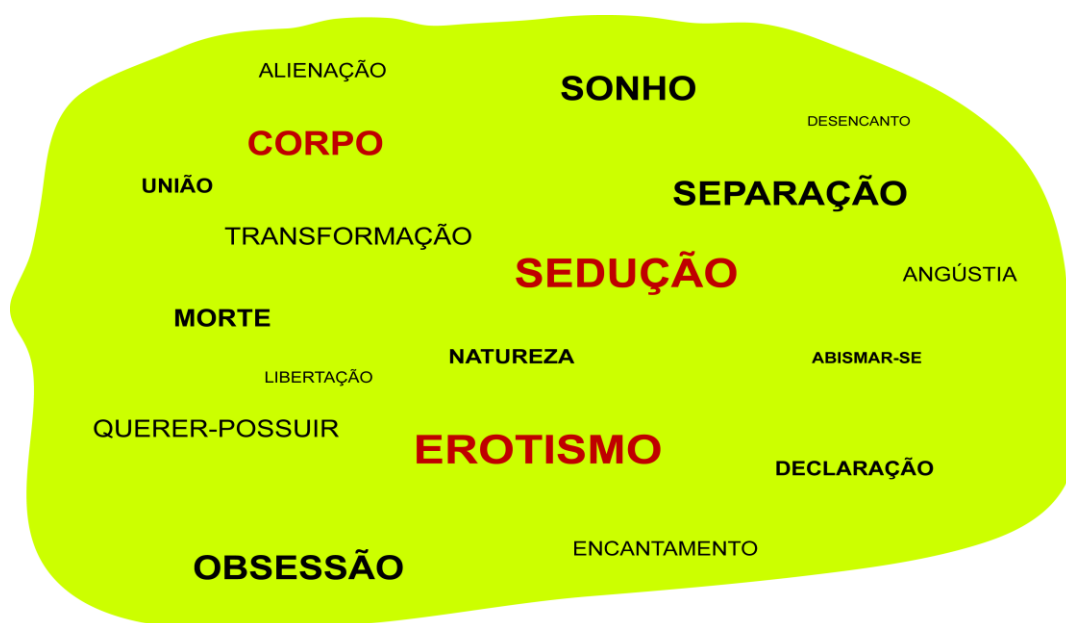 ALIENAÇÃO
SONHO
DESENCANTO
CORPO
UNIÃO
SEPARAÇÃO
TRANSFORMAÇÃO
SEDUÇÃO
ANGÚSTIA
MORTE
NATUREZA
ABISMAR-SE
LIBERTAÇÃO
QUERER-POSSUIR
EROTISMO
DECLARAÇÃO
ENCANTAMENTO
OBSESSÃO